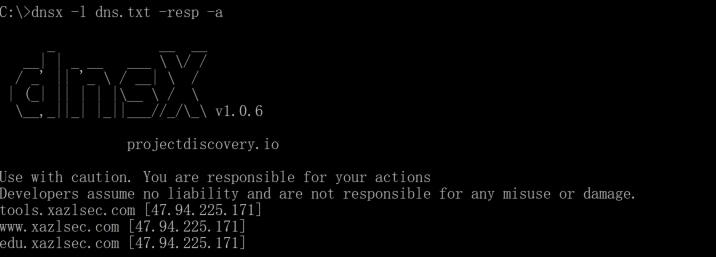 C:\>dnsx -l dns.txt -resp -a
dnsx v1.0.6
projectdiscovery.io
Use with caution. You are responsible for your actions
Developers assume no liability and are not responsible for any misuse or damage.
tools.xazlsec.com [47.94.225.171]
www.xazlsec.com [47.94.225.171]
edu.xazlsec.com [47.94.225.171]